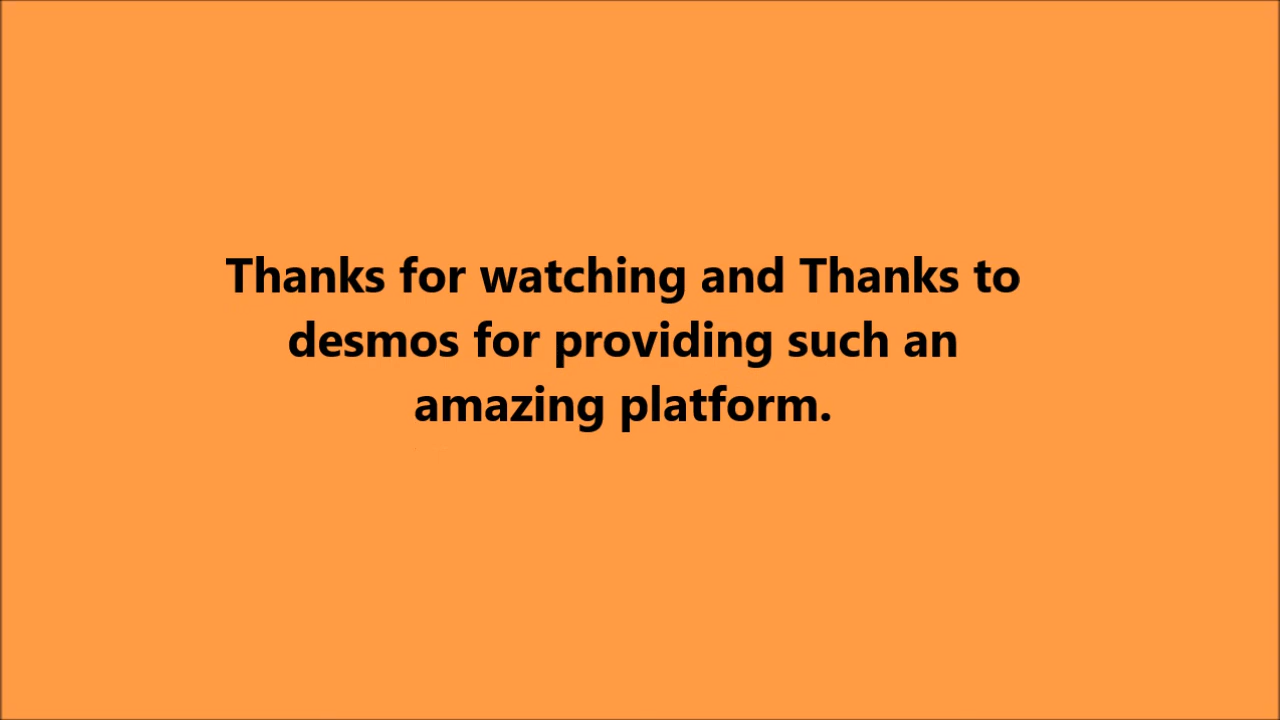 Thanks for watching and Thanks to
desmos for providing such an
amazing platform.